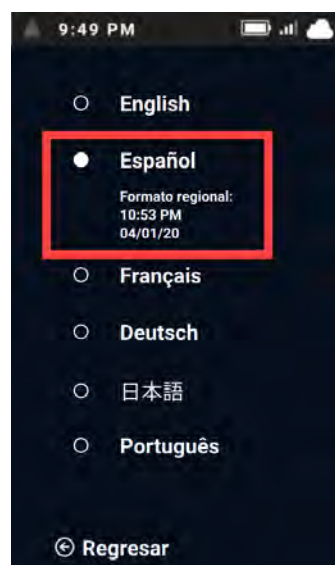 9:49 PM
English
Español
Formato regional:
10:53 PM
04/01/20
Français
Deutsch
日本語
Português
Regresar